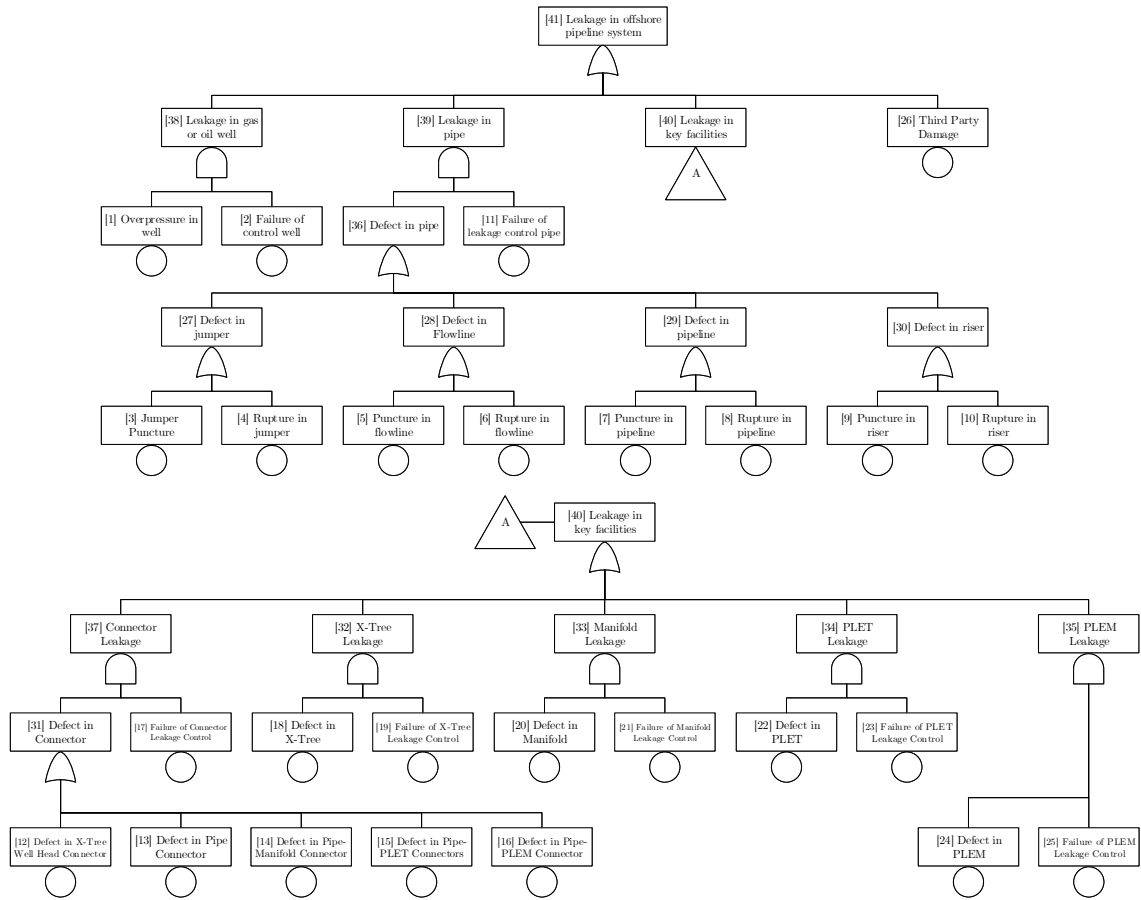 [41] Leakage in offshore
pipeline system
[38] Leakage in gas
or oil well
[39] Leakage in
pipe
[40] Leakage in
key facilities
[26] Third Party
Damage
A
[1] Overpressure in
well
[2] Failure of
control well
[36] Defect in pipe
[11] Failure of
leakage control pipe
[27] Defect in
jumper
[28] Defect in
Flowline
[29] Defect in
pipeline
[30] Defect in riser
[3] Jumper
Puncture
[4] Rupture in
jumper
[5] Puncture in
flowline
[6] Rupture in
flowline
[7] Puncture in
pipeline
[8] Rupture in
pipeline
[9] Puncture in
riser
[10] Rupture in
riser
A
[40] Leakage in
key facilities
[37] Connector
Leakage
[32] X-Tree
Leakage
[33] Manifold
Leakage
[34] PLET
Leakage
[35] PLEM
Leakage
[31] Defect in
Connector
[17] Failure of Connector
Leakage Control
[18] Defect in
X-Tree
[19] Failure of X-Tree
Leakage Control
[20] Defect in
Manifold
[21] Failure of Manifold
Leakage Control
[22] Defect in
PLET
[23] Failure of PLET
Leakage Control
[12] Defect in X-Tree
Well Head Connector
[13] Defect in Pipe
Connector
[14] Defect in Pipe-
Manifold Connector
[15] Defect in Pipe-
PLET Connectors
[16] Defect in Pipe-
PLEM Connector
[24] Defect in
PLEM
[25] Failure of PLEM
Leakage Control